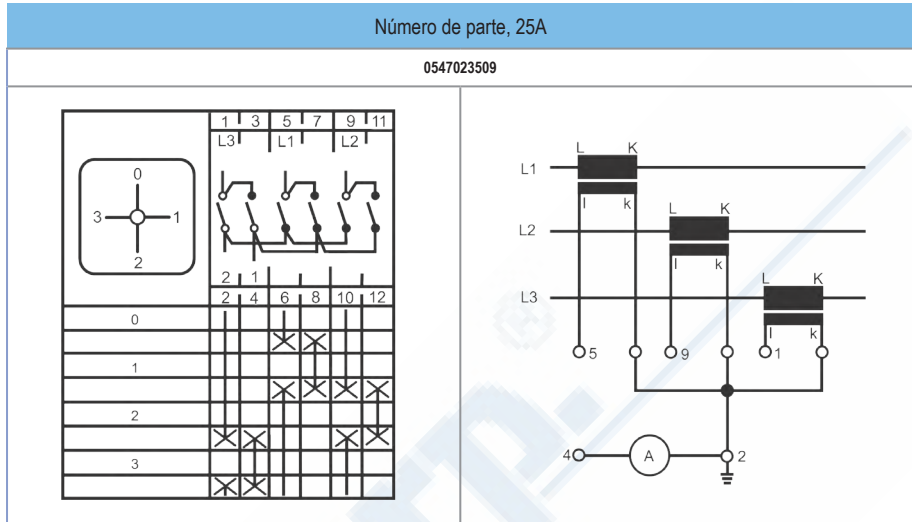 Número de parte, 25A
0547023509
1 3 5 7 9 11
L3 L1 L2
0
3 1
2
2 1
2 4 6 8 10 12
0
1
2
3
L K
L1
l k
L K
L2
l k
L K
L3
l k
5 9 1
4 A 2